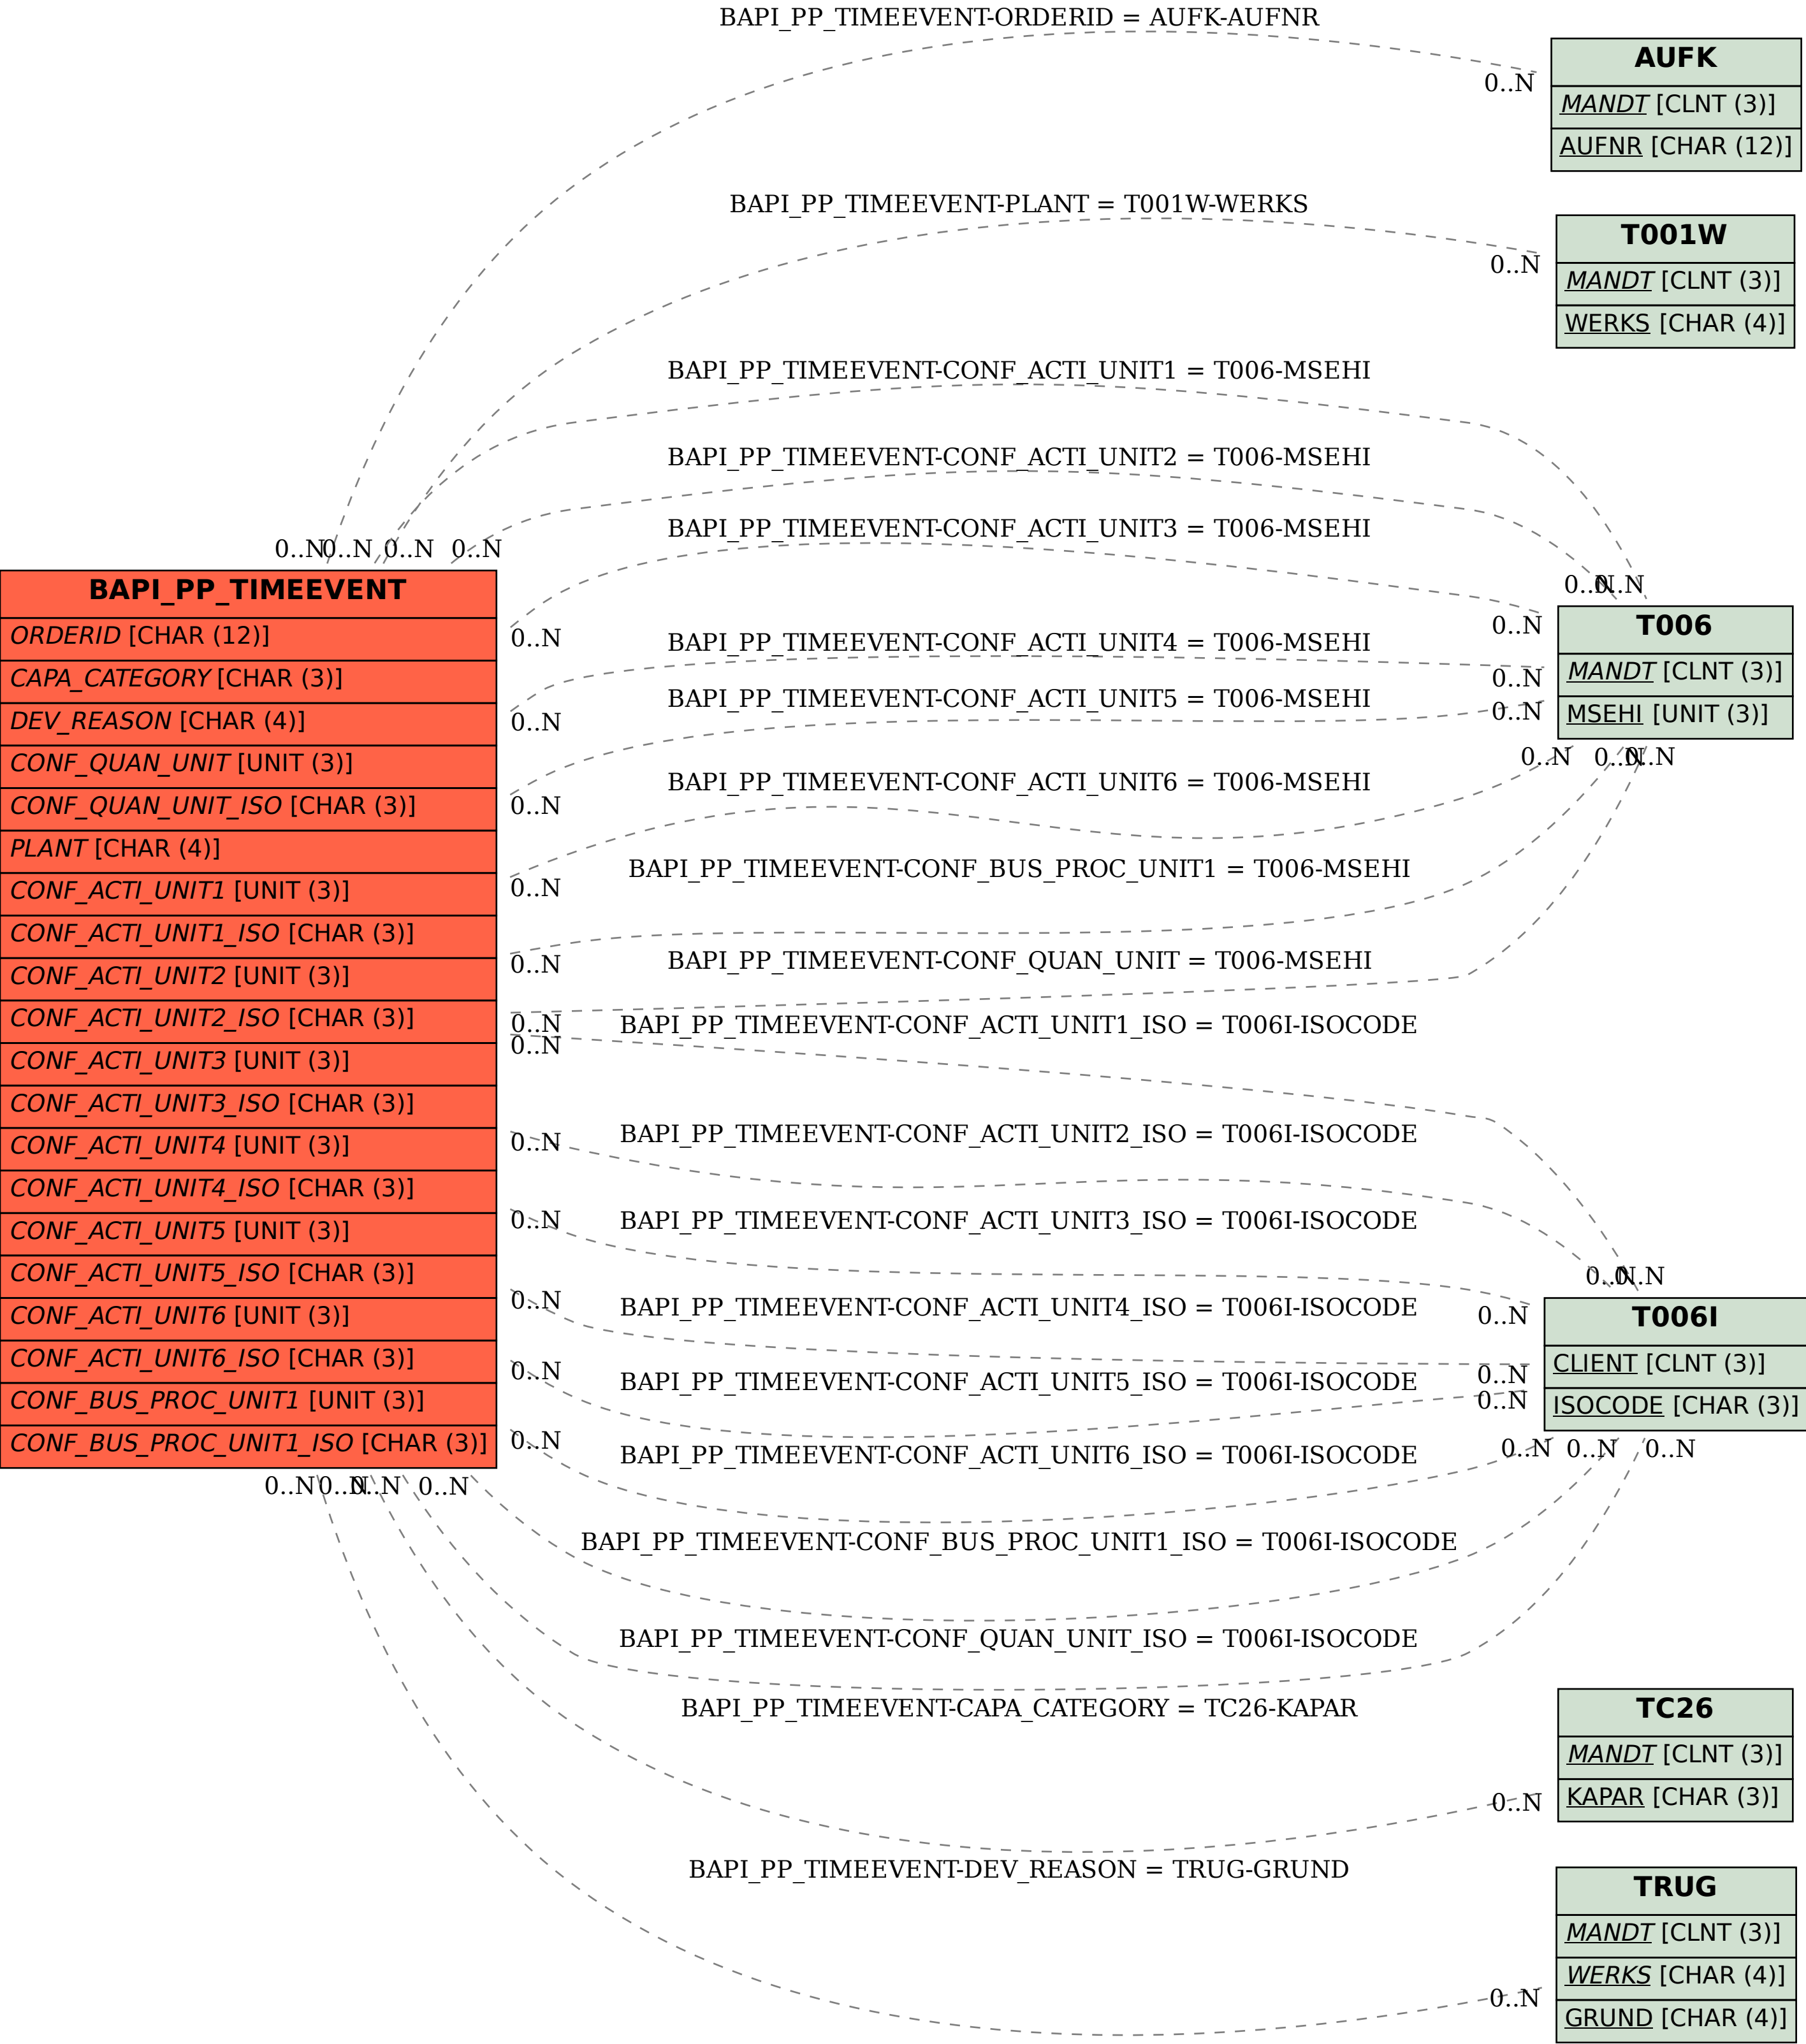 BAPI_PP_TIMEEVENT-ORDERID = AUFK-AUFNR
0..N
AUFK
MANDT [CLNT (3)]
AUFNR [CHAR (12)]
BAPI_PP_TIMEEVENT-PLANT = T001W-WERKS
0..N
T001W
MANDT [CLNT (3)]
WERKS [CHAR (4)]
BAPI_PP_TIMEEVENT-CONF_ACTI_UNIT1 = T006-MSEHI
BAPI_PP_TIMEEVENT-CONF_ACTI_UNIT2 = T006-MSEHI
BAPI_PP_TIMEEVENT-CONF_ACTI_UNIT3 = T006-MSEHI
0..N 0..N 0..N 0..N
BAPI_PP_TIMEEVENT
ORDERID [CHAR (12)]
CAPA_CATEGORY [CHAR (3)]
DEV_REASON [CHAR (4)]
CONF_QUAN_UNIT [UNIT (3)]
CONF_QUAN_UNIT_ISO [CHAR (3)]
PLANT [CHAR (4)]
CONF_ACTI_UNIT1 [UNIT (3)]
CONF_ACTI_UNIT1_ISO [CHAR (3)]
CONF_ACTI_UNIT2 [UNIT (3)]
CONF_ACTI_UNIT2_ISO [CHAR (3)]
CONF_ACTI_UNIT3 [UNIT (3)]
CONF_ACTI_UNIT3_ISO [CHAR (3)]
CONF_ACTI_UNIT4 [UNIT (3)]
CONF_ACTI_UNIT4_ISO [CHAR (3)]
CONF_ACTI_UNIT5 [UNIT (3)]
CONF_ACTI_UNIT5_ISO [CHAR (3)]
CONF_ACTI_UNIT6 [UNIT (3)]
CONF_ACTI_UNIT6_ISO [CHAR (3)]
CONF_BUS_PROC_UNIT1 [UNIT (3)]
CONF_BUS_PROC_UNIT1_ISO [CHAR (3)]
0..N 0..N 0..N 0..N
0..N
0..N
0..N
0..N
0..N
0..N
0..N
0..N
0..N
0..N
0..N
0..N
BAPI_PP_TIMEEVENT-CONF_ACTI_UNIT4 = T006-MSEHI
BAPI_PP_TIMEEVENT-CONF_ACTI_UNIT5 = T006-MSEHI
BAPI_PP_TIMEEVENT-CONF_ACTI_UNIT6 = T006-MSEHI
BAPI_PP_TIMEEVENT-CONF_BUS_PROC_UNIT1 = T006-MSEHI
BAPI_PP_TIMEEVENT-CONF_QUAN_UNIT = T006-MSEHI
0..N 0..N
0..N
0..N
0..N
T006
MANDT [CLNT (3)]
MSEHI [UNIT (3)]
0..N 0..N 0..N
BAPI_PP_TIMEEVENT-CONF_ACTI_UNIT1_ISO = T006I-ISOCODE
BAPI_PP_TIMEEVENT-CONF_ACTI_UNIT2_ISO = T006I-ISOCODE
BAPI_PP_TIMEEVENT-CONF_ACTI_UNIT3_ISO = T006I-ISOCODE
BAPI_PP_TIMEEVENT-CONF_ACTI_UNIT4_ISO = T006I-ISOCODE
BAPI_PP_TIMEEVENT-CONF_ACTI_UNIT5_ISO = T006I-ISOCODE
BAPI_PP_TIMEEVENT-CONF_ACTI_UNIT6_ISO = T006I-ISOCODE
BAPI_PP_TIMEEVENT-CONF_BUS_PROC_UNIT1_ISO = T006I-ISOCODE
BAPI_PP_TIMEEVENT-CONF_QUAN_UNIT_ISO = T006I-ISOCODE
0..N 0..N
0..N
0..N
0..N
T006I
CLIENT [CLNT (3)]
ISOCODE [CHAR (3)]
0..N 0..N 0..N
BAPI_PP_TIMEEVENT-CAPA_CATEGORY = TC26-KAPAR
0..N
TC26
MANDT [CLNT (3)]
KAPAR [CHAR (3)]
BAPI_PP_TIMEEVENT-DEV_REASON = TRUG-GRUND
0..N
TRUG
MANDT [CLNT (3)]
WERKS [CHAR (4)]
GRUND [CHAR (4)]